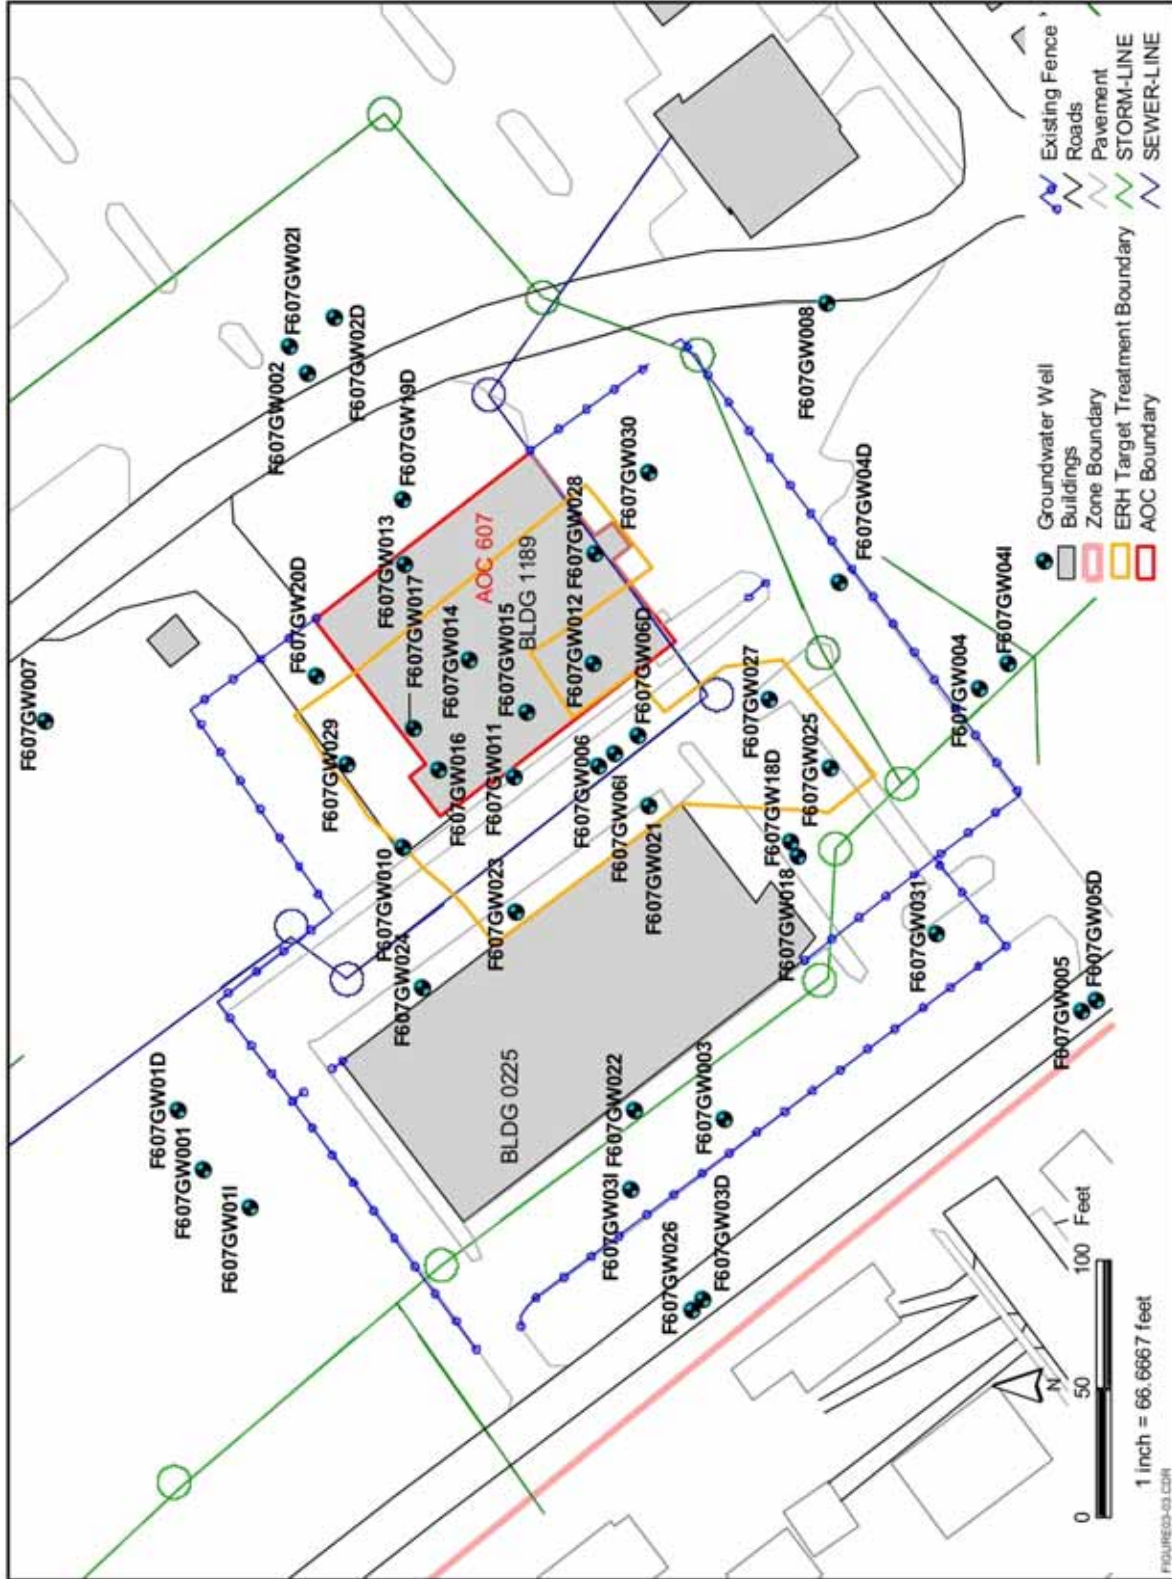 F607GW007
F607GW01D
F607GW001
F607GW01I
F607GW002
F607GW02I
F607GW02D
F607GW20D
F607GW19D
F607GW013
F607GW017
F607GW014
F607GW015
F607GW029
F607GW016
F607GW011
F607GW010
F607GW024
F607GW023
AOC 607
BLDG 1189
F607GW012
F607GW028
F607GW030
F607GW06D
F607GW006
F607GW06I
F607GW021
F607GW027
F607GW025
F607GW18D
F607GW018
F607GW008
F607GW04D
F607GW004
F607GW04I
F607GW031
F607GW005
F607GW05D
BLDG 0225
F607GW022
F607GW003
F607GW03I
F607GW03D
F607GW026
Groundwater Well
Buildings
Zone Boundary
ERH Target Treatment Boundary
AOC Boundary
Existing Fence
Roads
Pavement
STORM-LINE
SEWER-LINE
N
0 50 100 Feet
1 inch = 66.6667 feet
FIGURE03-03.CDR